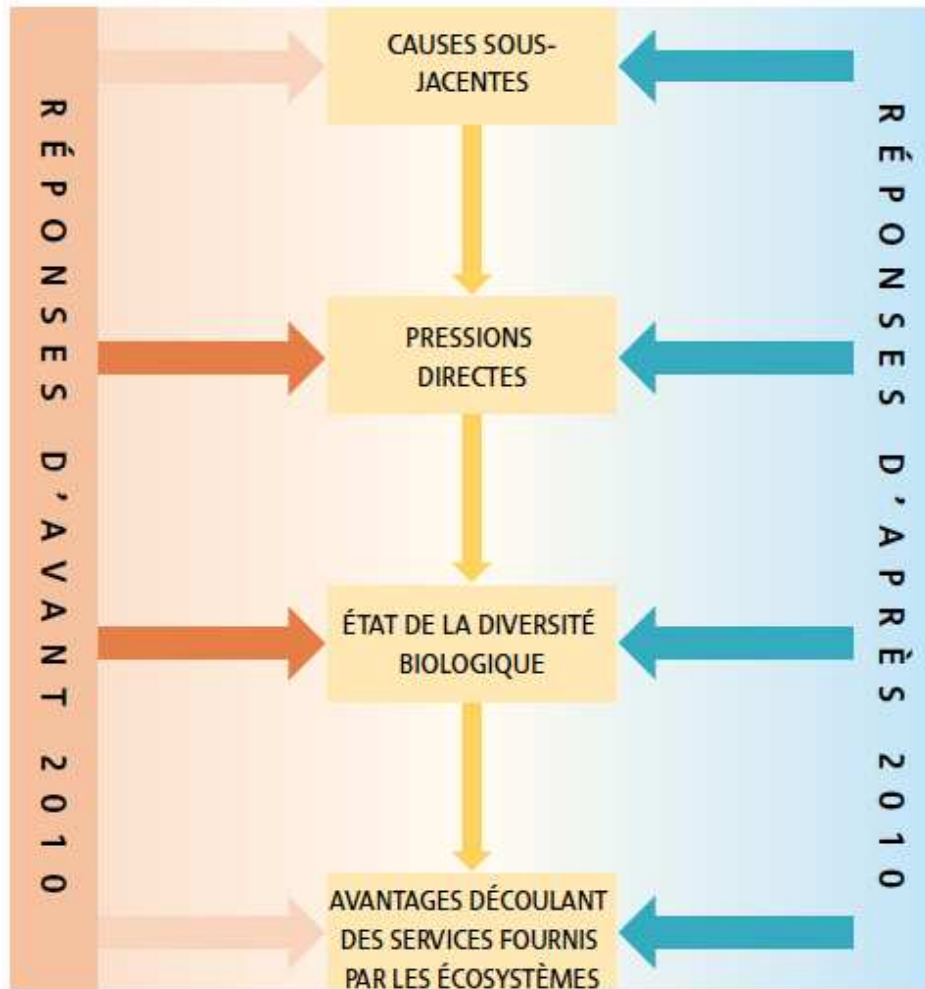 RÉPONSES D'AVANT 2010
CAUSES SOUS-
JACENTES
PRESSIONS
DIRECTES
ÉTAT DE LA DIVERSITÉ
BIOLOGIQUE
AVANTAGES DÉCOULANT
DES SERVICES FOURNIS
PAR LES ÉCOSYSTÈMES
RÉPONSES D'APRÈS 2010